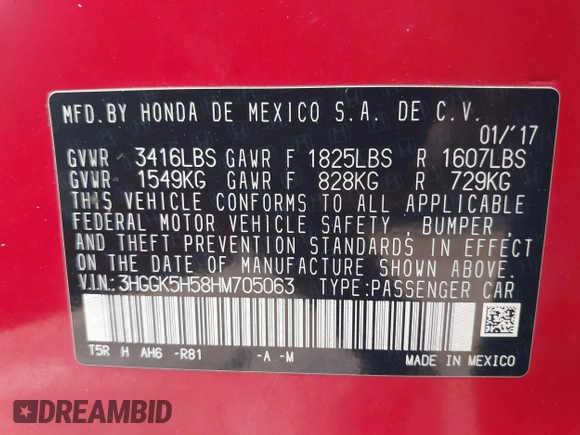 MFD. BY HONDA DE MEXICO S.A. DE C.V.
01/'17
GVWR 3416LBS GAWR F 1825LBS R 1607LBS
GVWR 1549KG GAWR F 828KG R 729KG
THIS VEHICLE CONFORMS TO ALL APPLICABLE
FEDERAL MOTOR VEHICLE SAFETY , BUMPER ,
AND THEFT PREVENTION STANDARDS IN EFFECT
ON THE DATE OF MANUFACTURE SHOWN ABOVE.
V.I.N: 3HGGK5H58HM705063 TYPE:PASSENGER CAR
T5R H AH6 -R81 -A -M
MADE IN MEXICO
DREAMBID